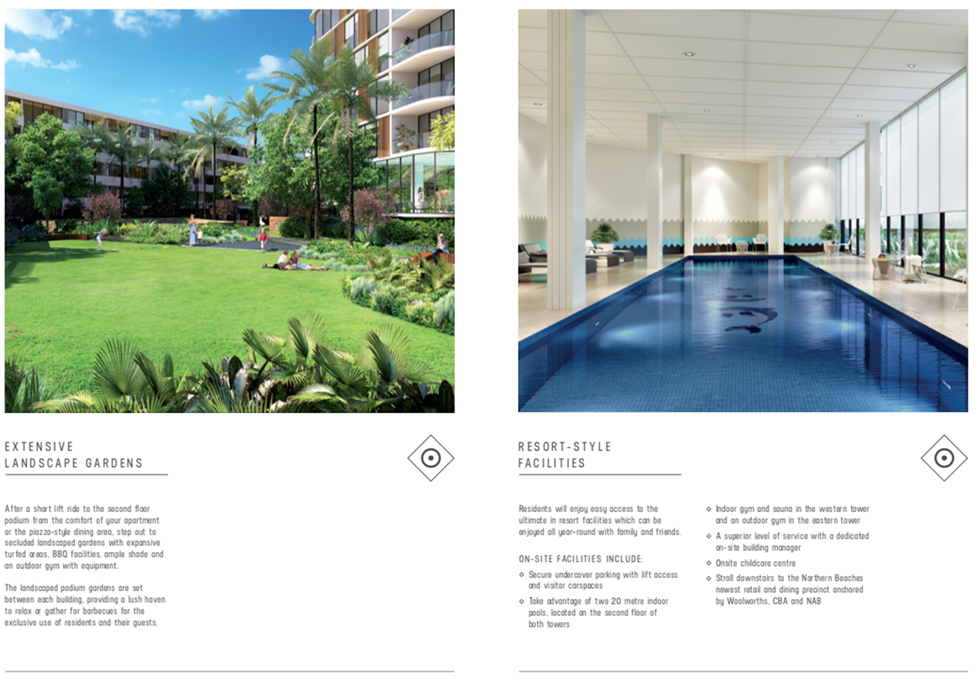 EXTENSIVE
LANDSCAPE GARDENS
After a short lift ride to the second floor
podium from the comfort of your apartment
or the piazza-style dining area, step out to
secluded landscaped gardens with expansive
turfed areas, BBQ facilities, ample shade and
an outdoor gym with equipment.
The landscaped podium gardens are set
between each building, providing a lush haven
to relax or gather for barbecues for the
exclusive use of residents and their guests.
RESORT-STYLE
FACILITIES
Residents will enjoy easy access to the
ultimate in resort facilities which can be
enjoyed all year-round with family and friends.
ON-SITE FACILITIES INCLUDE:
Secure undercover parking with lift access
and visitor carspaces
Take advantage of two 20 metre indoor
pools, located on the second floor of
both towers
Indoor gym and sauna in the western tower
and an outdoor gym in the eastern tower
A superior level of service with a dedicated
on-site building manager
Onsite childcare centre
Stroll downstairs to the Northern Beaches
newest retail and dining precinct anchored
by Woolworths, CBA and NAB